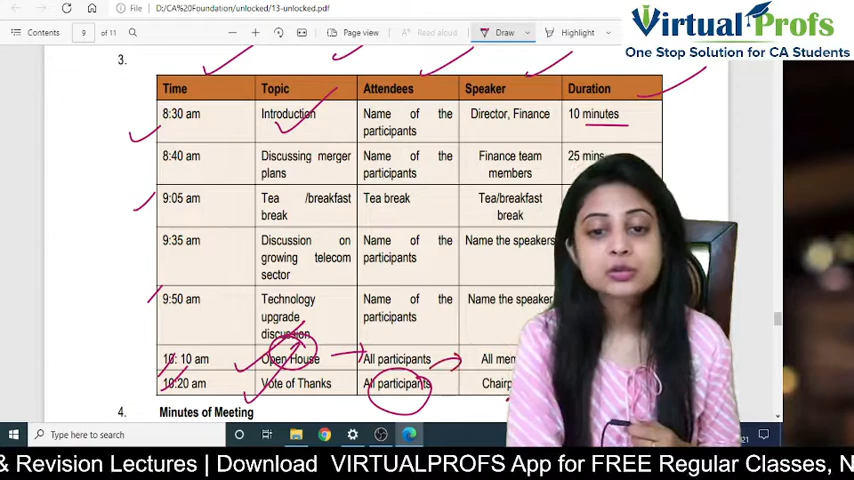 File
D:/CA%20Foundation/unlocked/13-unlocked.pdf
Contents
9
of 11
Page view
Read aloud
Draw
Highlight
Virtual Profs
One Stop Solution for CA Students
3.
Time Topic Attendees Speaker Duration
8:30 am Introduction Name of the participants Director, Finance 10 minutes
8:40 am Discussing merger plans Name of the participants Finance team members 25 mins
9:05 am Tea /breakfast break Tea break Tea/breakfast break
9:35 am Discussion on growing telecom sector Name of the participants Name the speakers
9:50 am Technology upgrade discussion Name of the participants Name the speaker
10: 10 am Open House All participants All
10:20 am Vote of Thanks All participants
4. Minutes of Meeting
Type here to search
& Revision Lectures | Download VIRTUALPROFS App for FREE Regular Classes, N